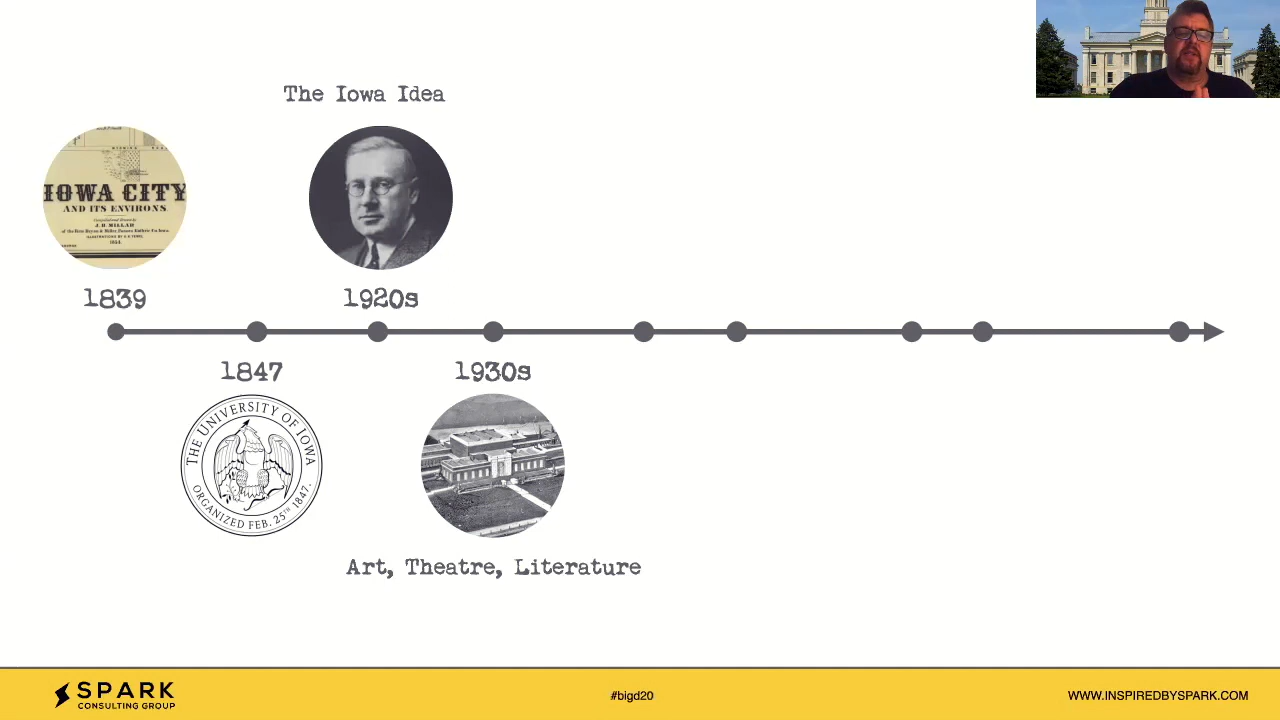 The Iowa Idea
IOWA CITY
AND ITS ENVIRONS
J. H. MILLAR
1839
1920s
1847
1930s
THE UNIVERSITY OF IOWA
ORGANIZED FEB. 25TH 1847.
Art, Theatre, Literature
SPARK
CONSULTING GROUP
#bigd20
WWW.INSPIREDBYSPARK.COM